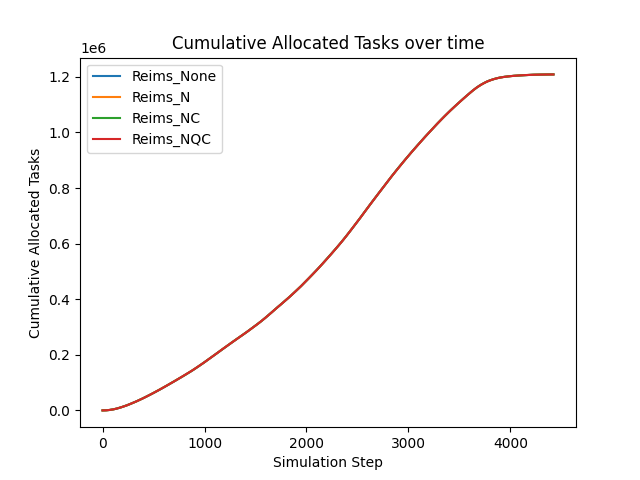 Cumulative Allocated Tasks over time
1e6
Reims_None
Reims_N
Reims_NC
Reims_NQC
1.2
1.0
0.8
0.6
0.4
0.2
0.0
Cumulative Allocated Tasks
0 1000 2000 3000 4000
Simulation Step